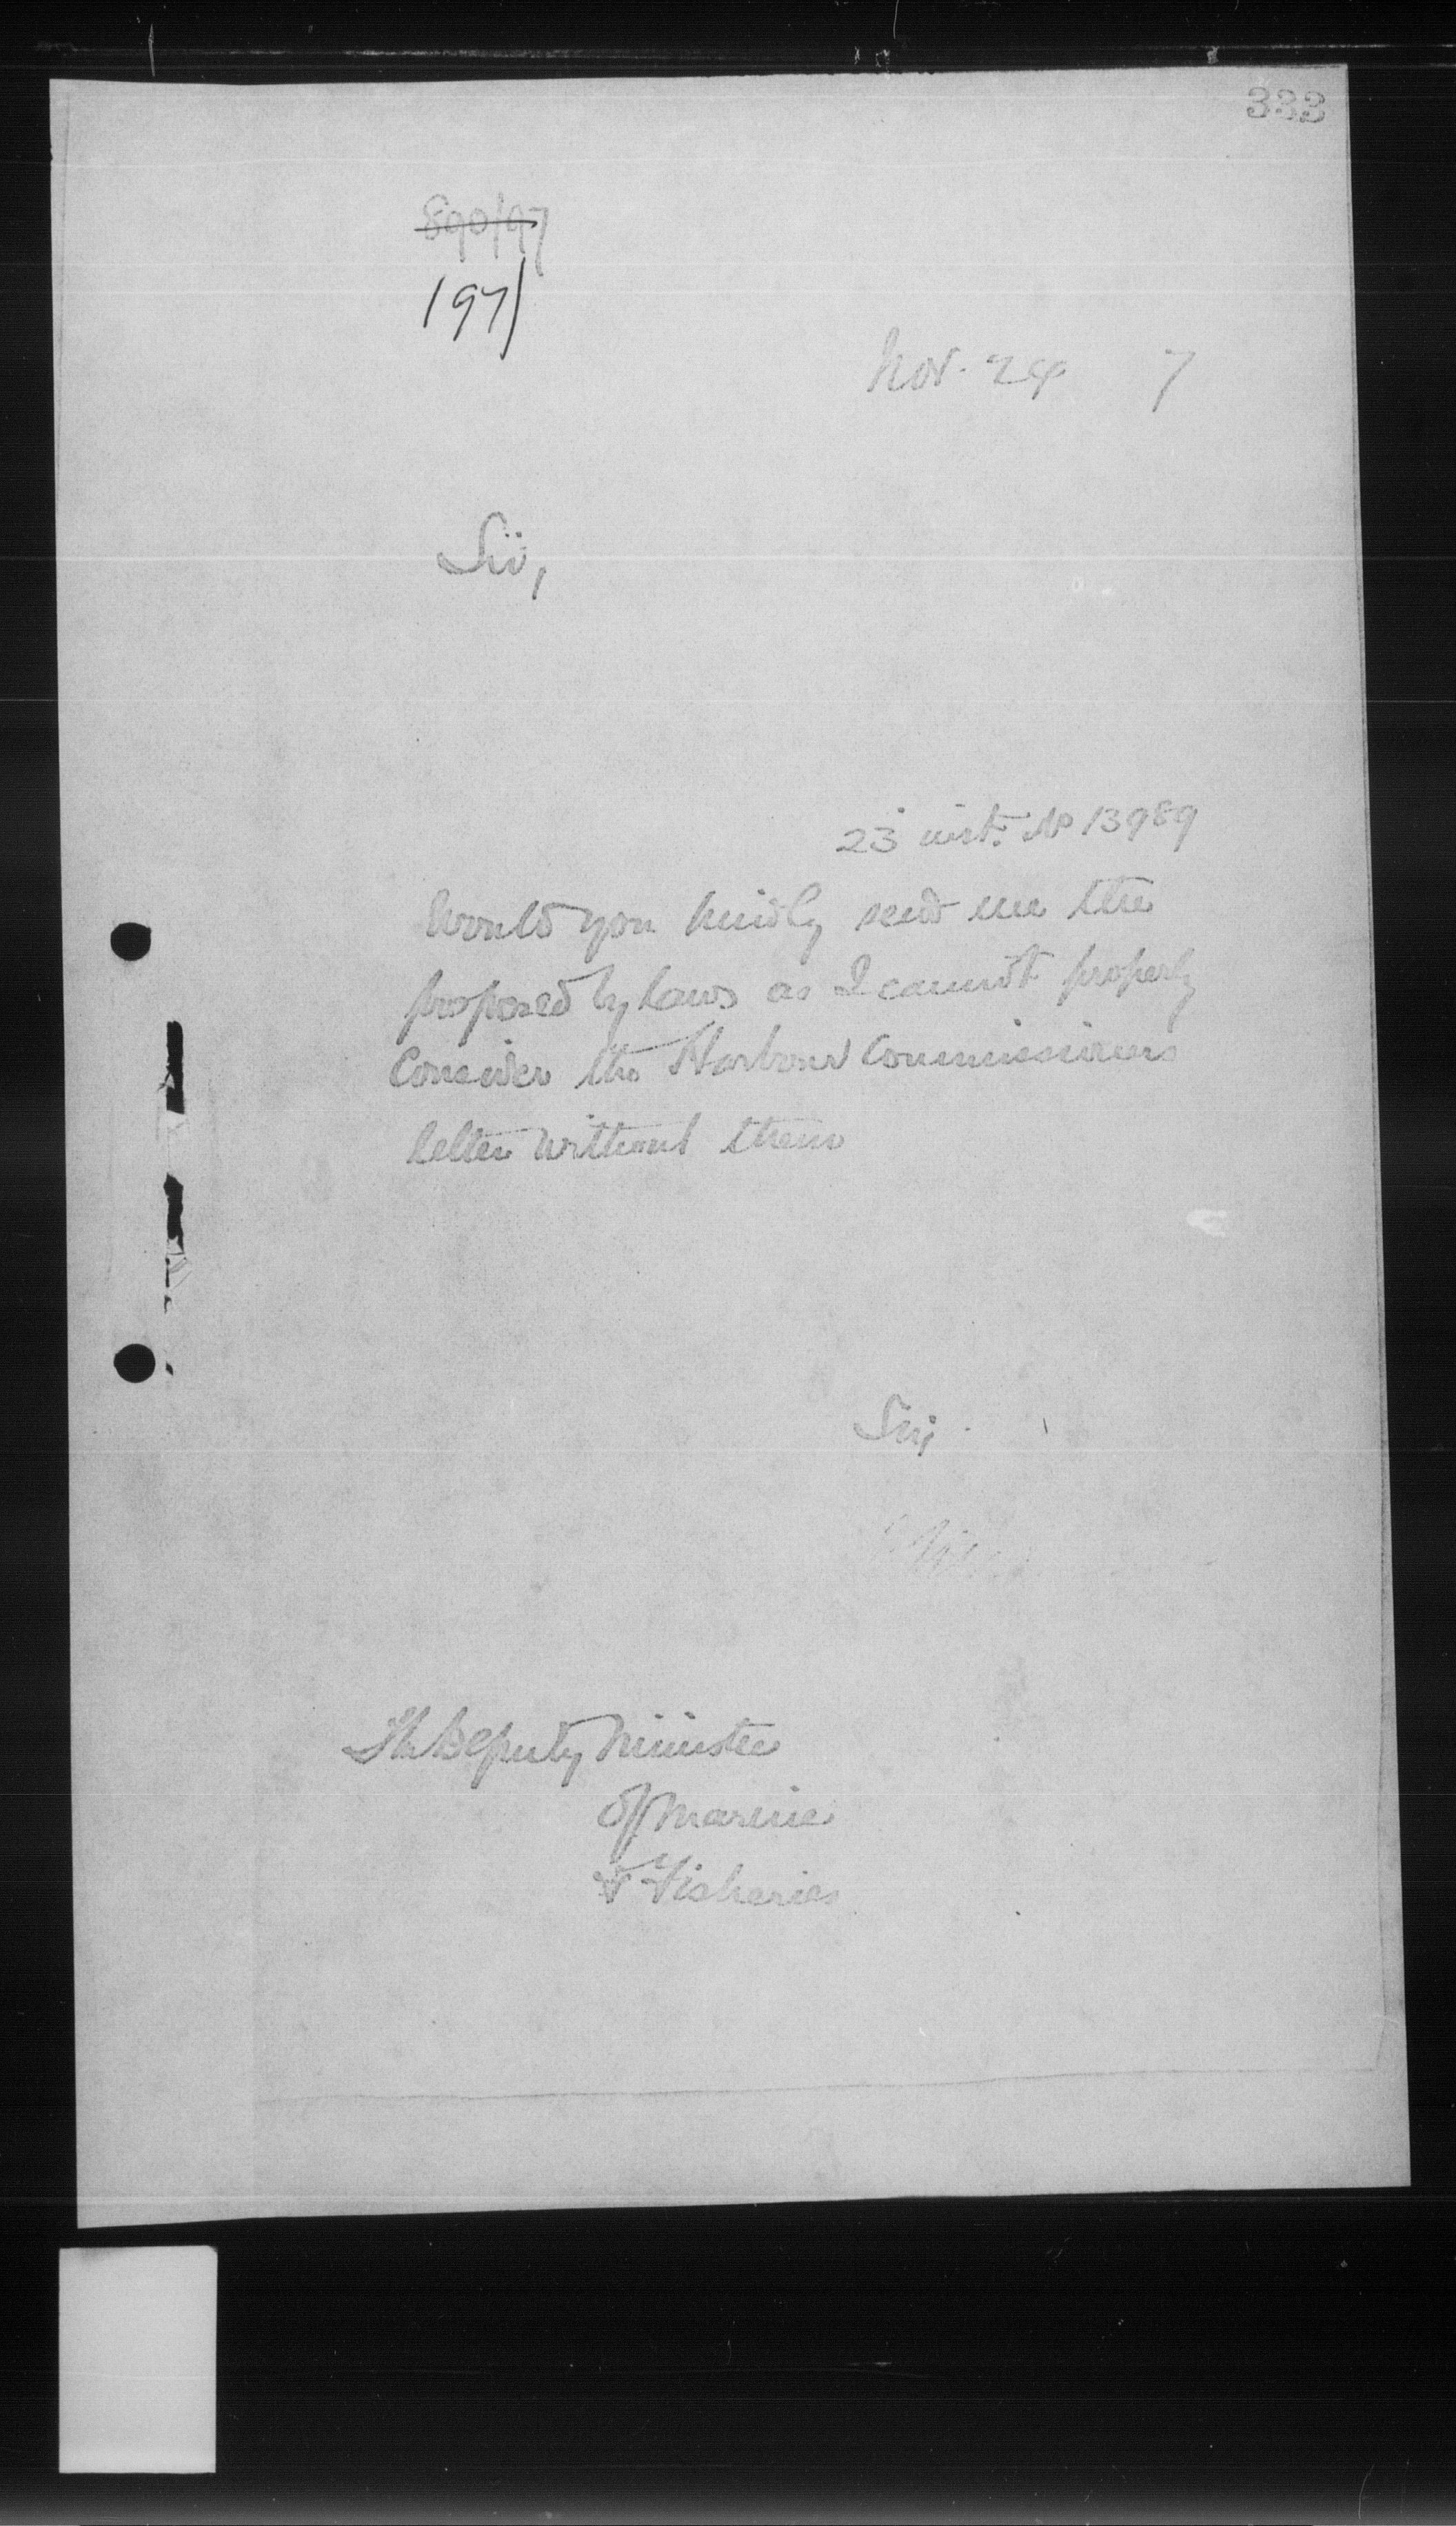 333
890/97
197
Nov. 24 7
Sir,
23 inst. No 13989
Would you kindly send me the
proposed by laws as I cannot properly
Consider the Harbour Commissioners
letter without them
Sir,
The Deputy Minister
of Marine
& Fisheries